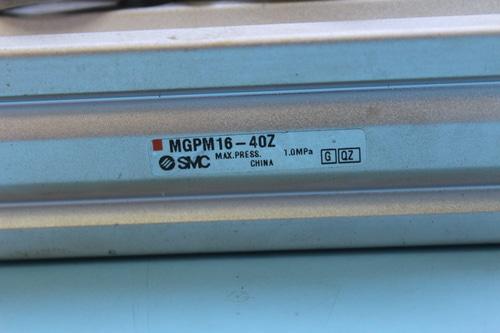 MGPM16-40Z
SMC MAX.PRESS. 1.0MPa G QZ
CHINA